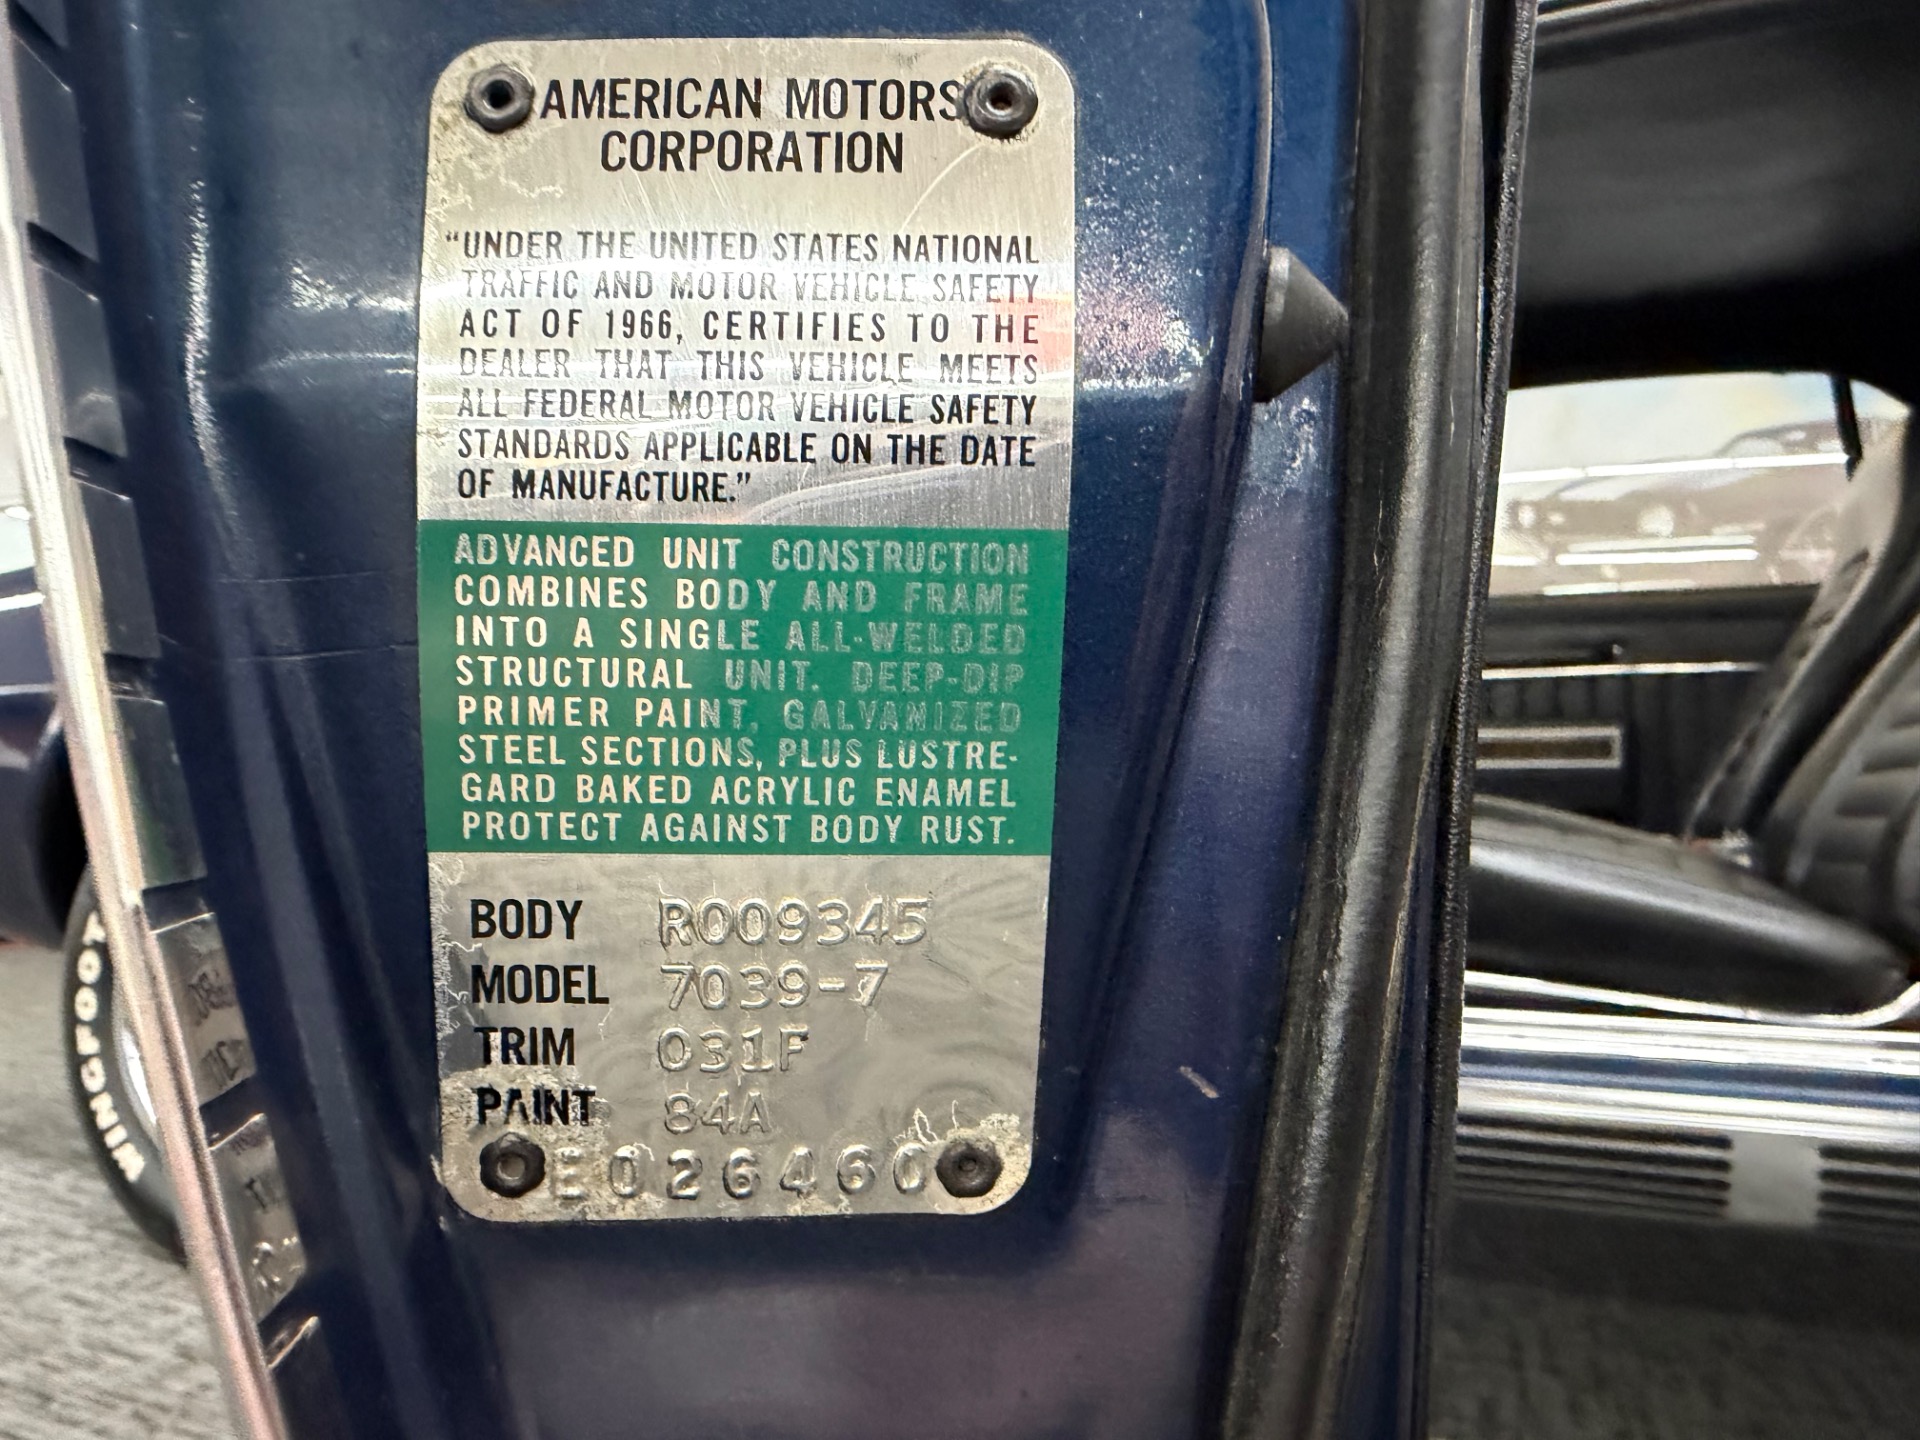 AMERICAN MOTORS
CORPORATION
"UNDER THE UNITED STATES NATIONAL
TRAFFIC AND MOTOR VEHICLE SAFETY
ACT OF 1966, CERTIFIES TO THE
DEALER THAT THIS VEHICLE MEETS
ALL FEDERAL MOTOR VEHICLE SAFETY
STANDARDS APPLICABLE ON THE DATE
OF MANUFACTURE."
ADVANCED UNIT CONSTRUCTION
COMBINES BODY AND FRAME
INTO A SINGLE ALL-WELDED
STRUCTURAL UNIT. DEEP-DIP
PRIMER PAINT, GALVANIZED
STEEL SECTIONS, PLUS LUSTRE-
GARD BAKED ACRYLIC ENAMEL
PROTECT AGAINST BODY RUST.
BODY R009345
MODEL 7039-7
TRIM 031F
PAINT 84A
E026460
WINGFOOT